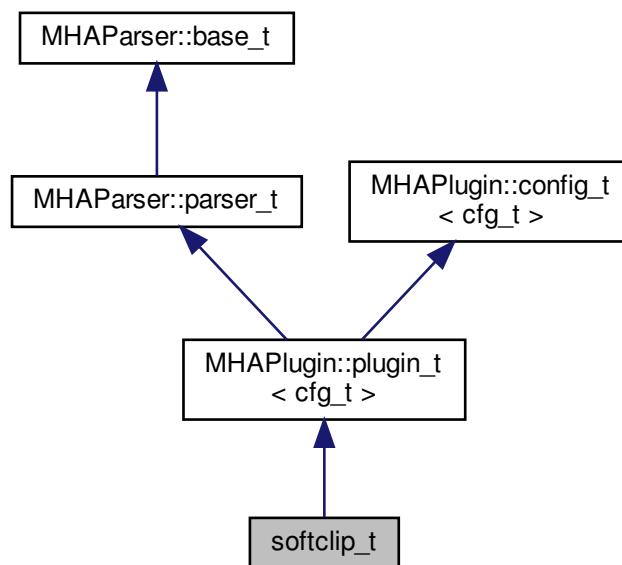 MHAParser::base_t
MHAParser::parser_t
MHAPlugin::config_t
< cfg_t >
MHAPlugin::plugin_t
< cfg_t >
softclip_t